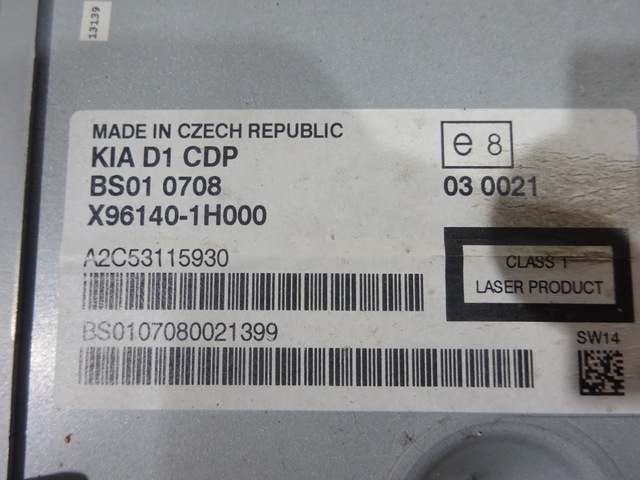 13139
MADE IN CZECH REPUBLIC
KIA D1 CDP
BS01 0708
X96140-1H000
e 8
03 0021
A2C53115930
CLASS 1
LASER PRODUCT
BS0107080021399
SW14